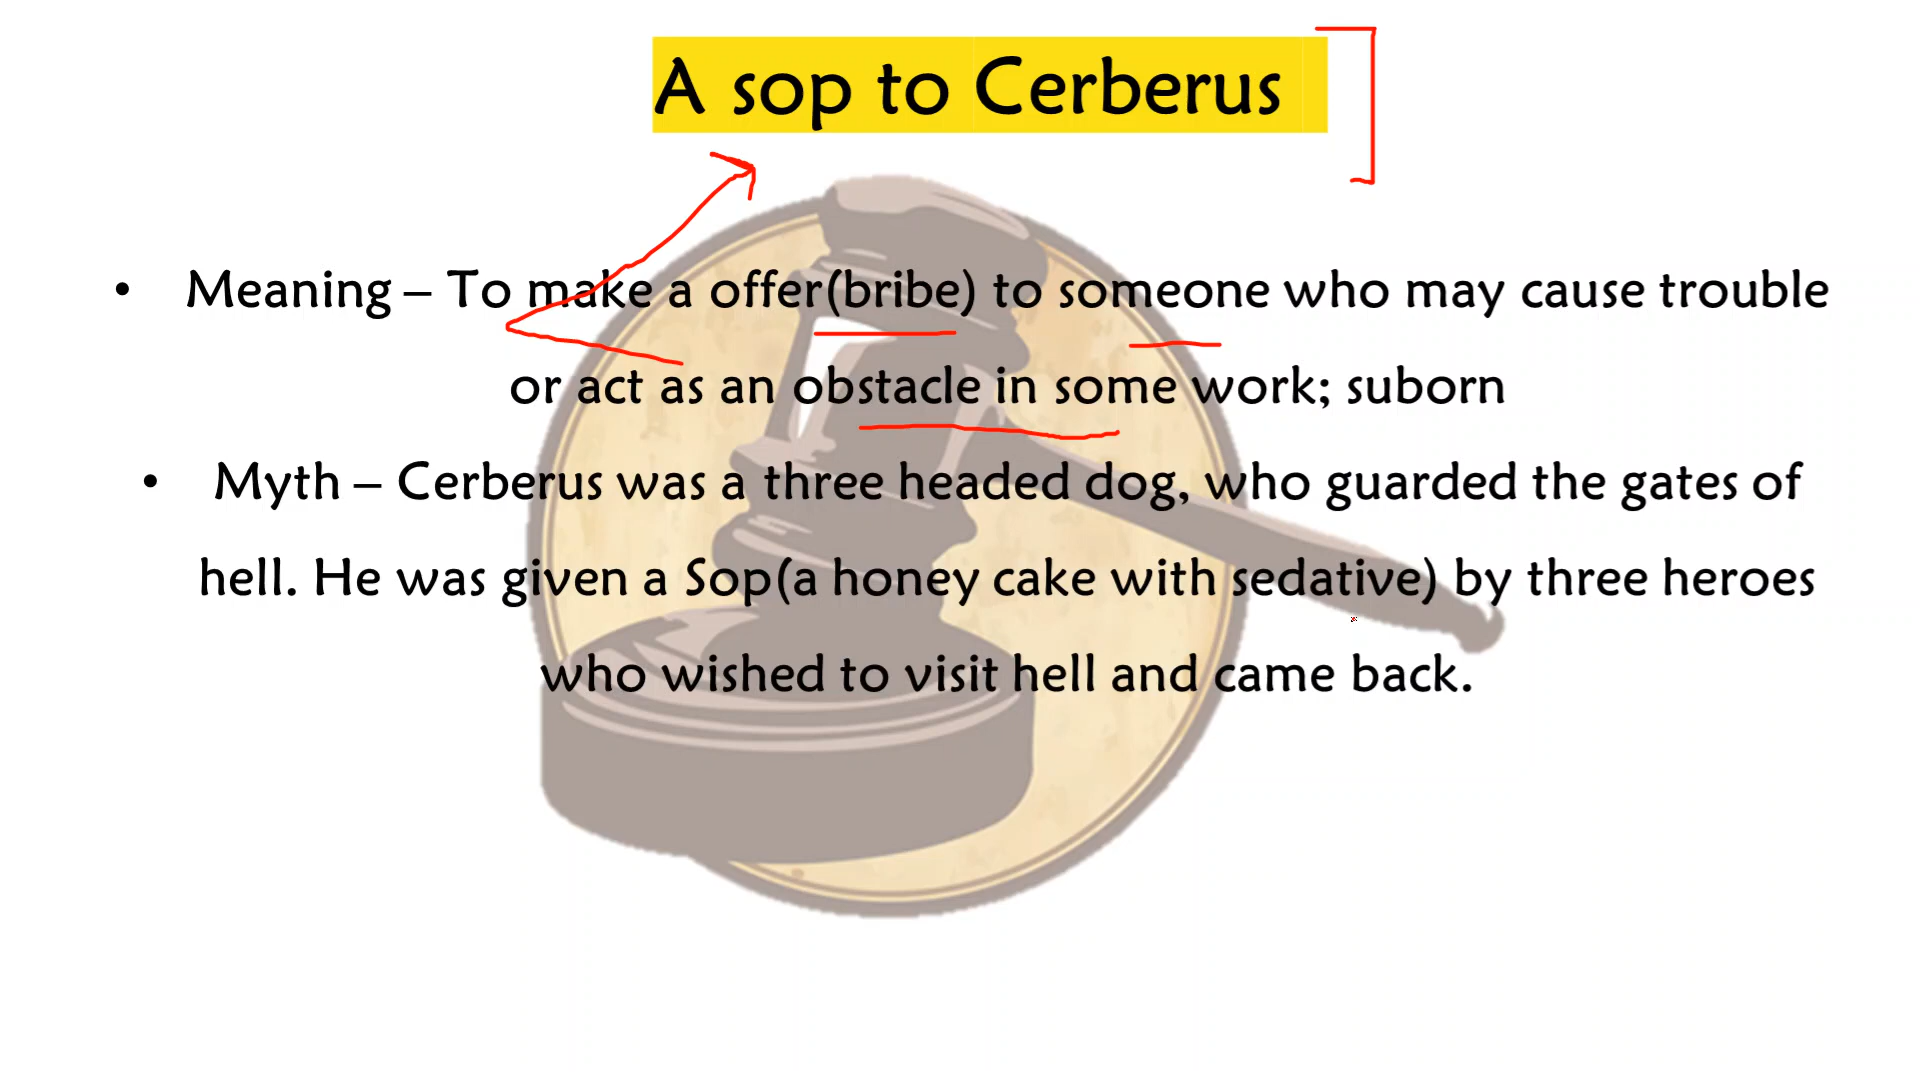 A sop to Cerberus
• Meaning – To make a offer(bribe) to someone who may cause trouble
or act as an obstacle in some work; suborn
• Myth – Cerberus was a three headed dog, who guarded the gates of
hell. He was given a Sop(a honey cake with sedative) by three heroes
who wished to visit hell and came back.